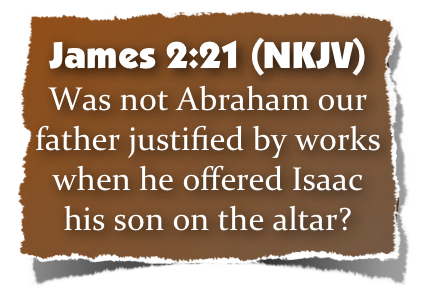 James 2:21 (NKJV)
Was not Abraham our
father justified by works
when he offered Isaac
his son on the altar?